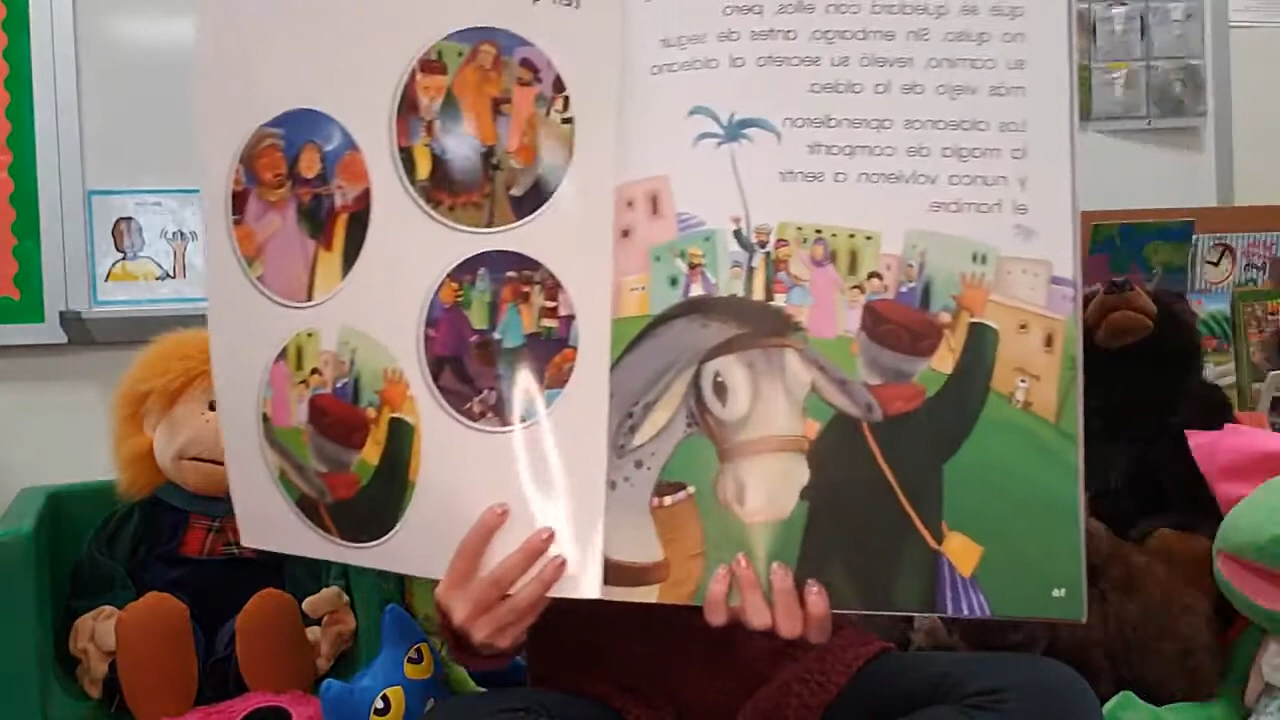 que se quedara con ellos, pero
no quiso. Sin embargo, antes de seguir
su camino, reveló su secreto al aldeano
más viejo de la aldea.
Los aldeanos aprendieron
la magia de compartir
y nunca volvieron a sentir
el hambre.